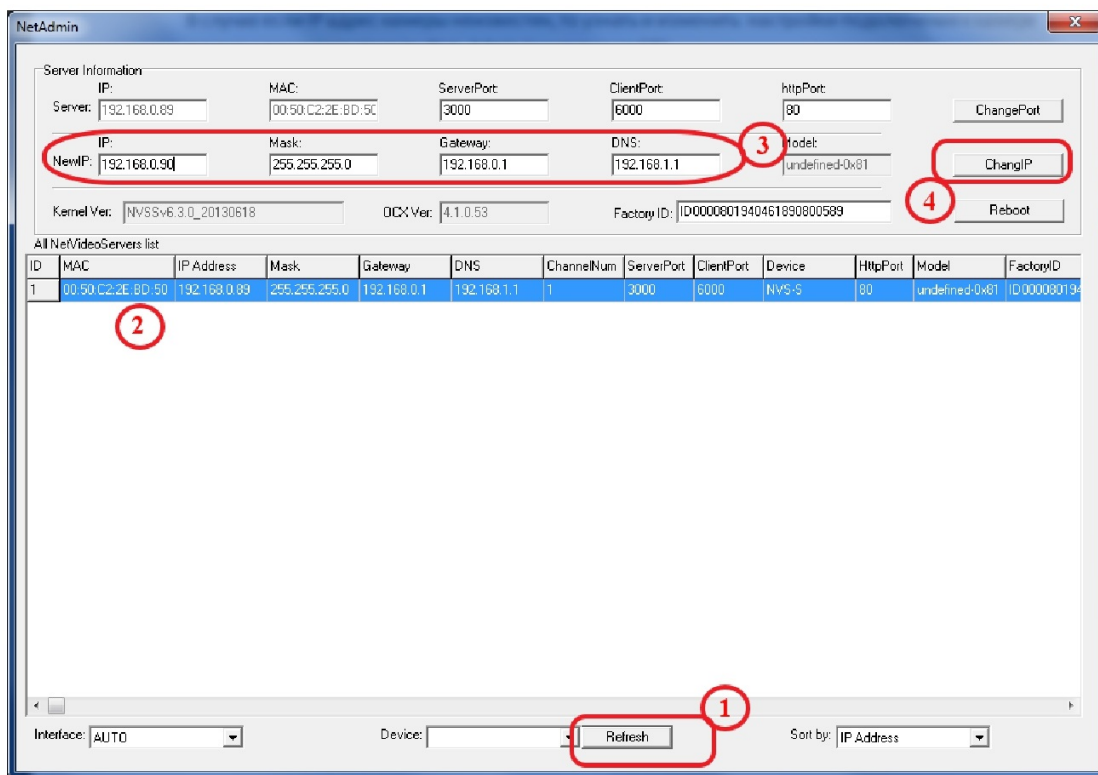 NetAdmin
x
Server Information
IP: MAC: ServerPort: ClientPort: httpPort:
Server: 192.168.0.89 00:50:C2:2E:BD:50 3000 6000 80 ChangePort
IP: Mask: Gateway: DNS: 3 Model:
NewIP: 192.168.0.90 255.255.255.0 192.168.0.1 192.168.1.1 undefined-0x81 ChangIP
Kernel Ver: NVSSv6.3.0_20130618 OCX Ver: 4.1.0.53 Factory ID: ID0000801940461890800589 4 Reboot
All NetVideoServers list
ID MAC IP Address Mask Gateway DNS ChannelNum ServerPort ClientPort Device HttpPort Model FactoryID
1 00:50:C2:2E:BD:50 192.168.0.89 255.255.255.0 192.168.0.1 192.168.1.1 1 3000 6000 NVS-S 80 undefined-0x81 ID000080194
2
1
Interface: AUTO Device: Refresh Sort by: IP Address